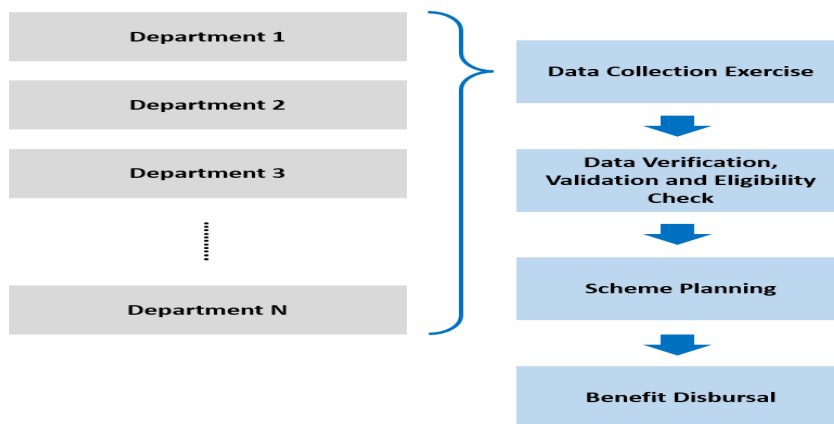 Department 1
Department 2
Department 3
Department N
Data Collection Exercise
Data Verification,
Validation and Eligibility
Check
Scheme Planning
Benefit Disbursal